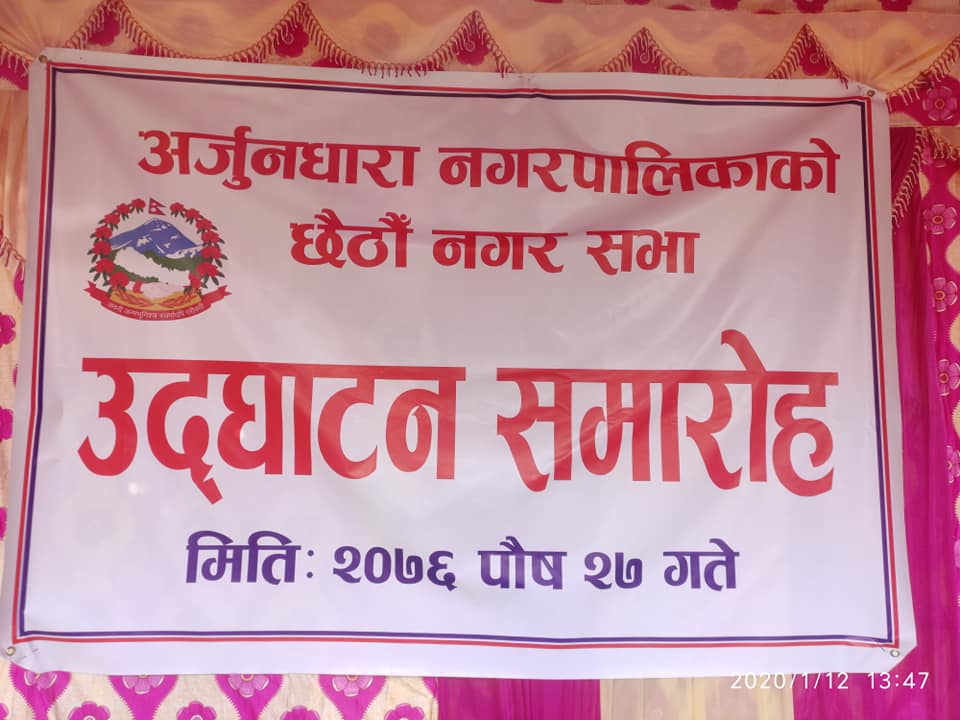 अर्जुनधारा नगरपालिकाको
छैठौं नगर सभा
उद्घाटन समारोह
मितिः २०७६ पौष २७ गते
2020/1/12 13:47